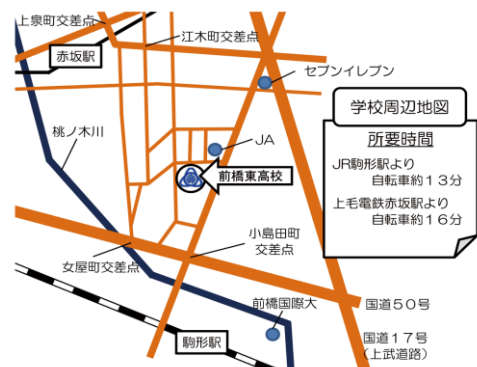 上泉町交差点
江木町交差点
赤坂駅
セブンイレブン
学校周辺地図
所要時間
桃ノ木川
JA
JR駒形駅より
自転車約13分
前橋東高校
上毛電鉄赤坂駅より
自転車約16分
小島田町
交差点
女屋町交差点
前橋国際大
国道50号
駒形駅
国道17号
(上武道路)